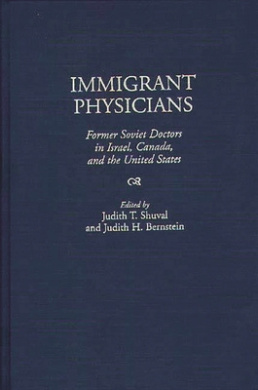 IMMIGRANT
PHYSICIANS
Former Soviet Doctors
in Israel, Canada,
and the United States
Edited by
Judith T. Shuval
and Judith H. Bernstein